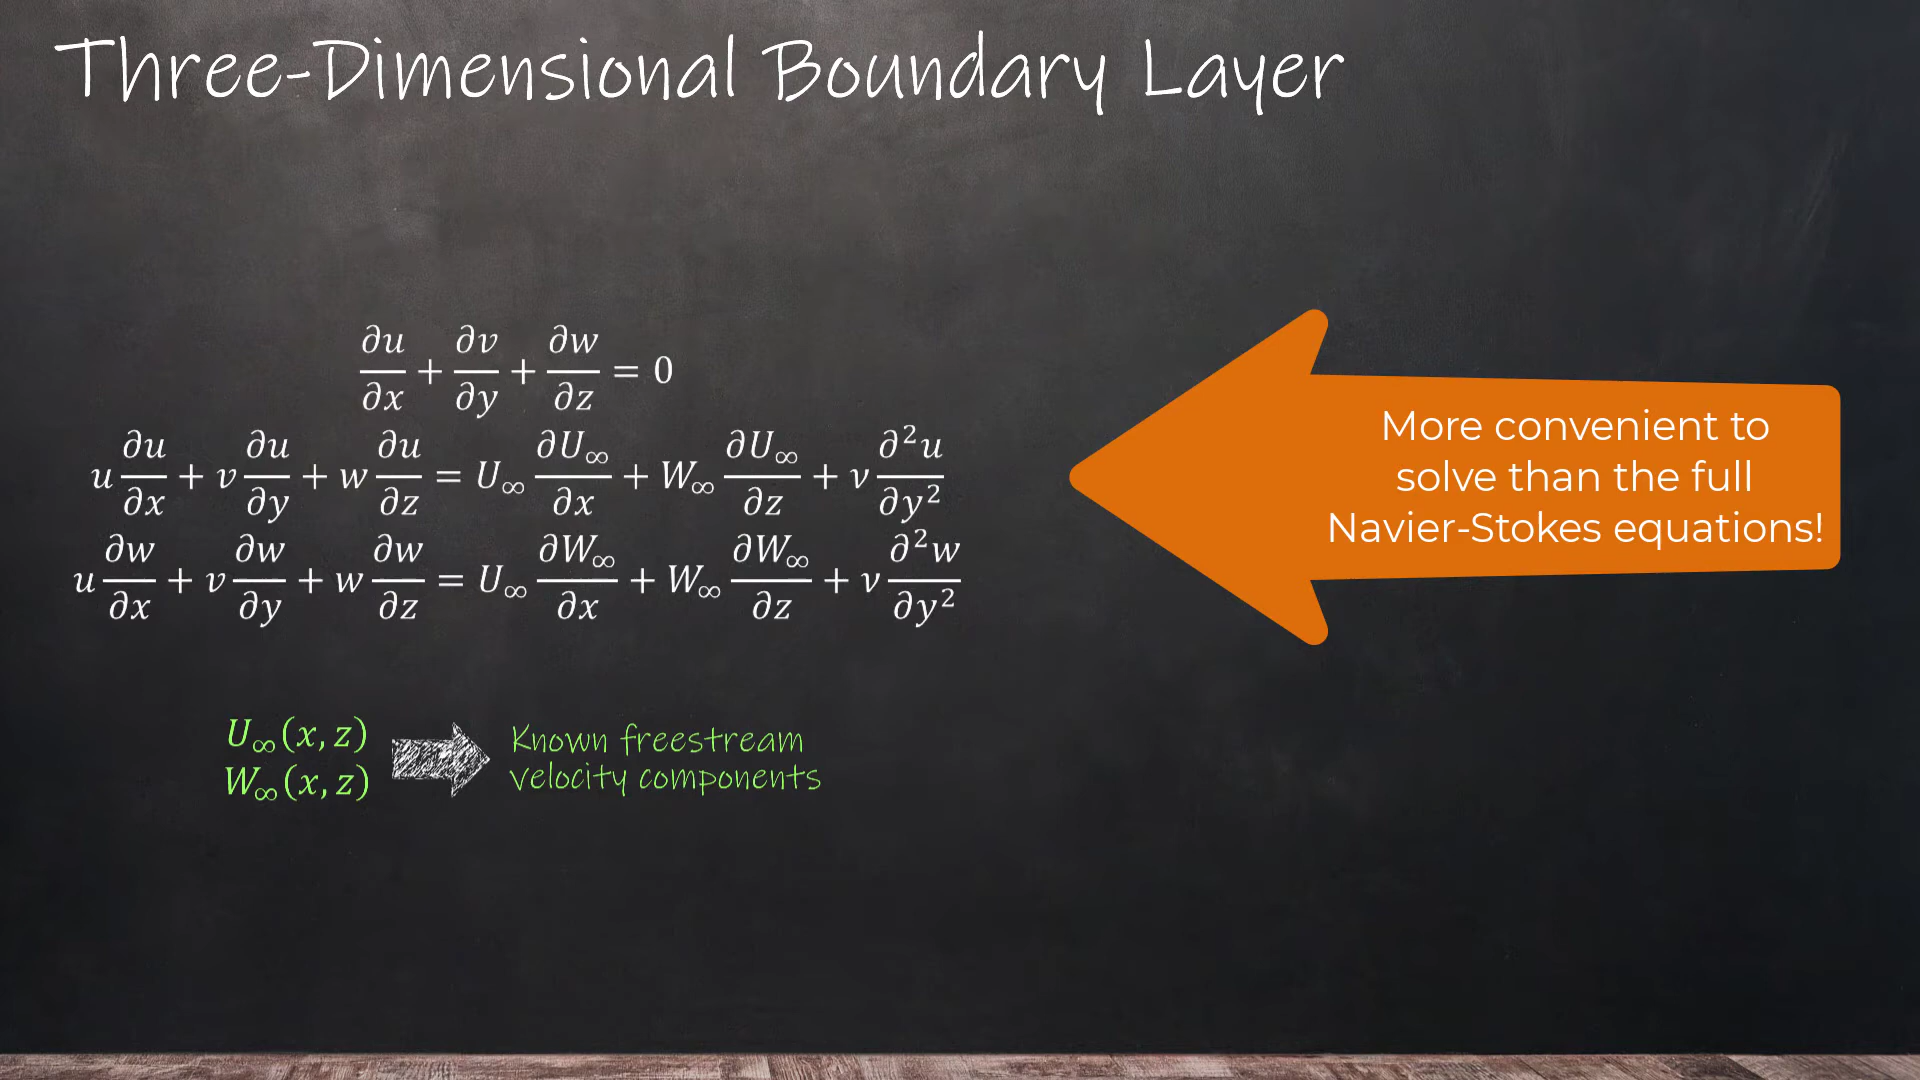 Three-Dimensional Boundary Layer
∂u/∂x + ∂v/∂y + ∂w/∂z = 0
u ∂u/∂x + v ∂u/∂y + w ∂u/∂z = U∞ ∂U∞/∂x + W∞ ∂U∞/∂z + ν ∂²u/∂y²
u ∂w/∂x + v ∂w/∂y + w ∂w/∂z = U∞ ∂W∞/∂x + W∞ ∂W∞/∂z + ν ∂²w/∂y²
More convenient to
solve than the full
Navier-Stokes equations!
U∞(x, z)
W∞(x, z)
Known freestream
velocity components